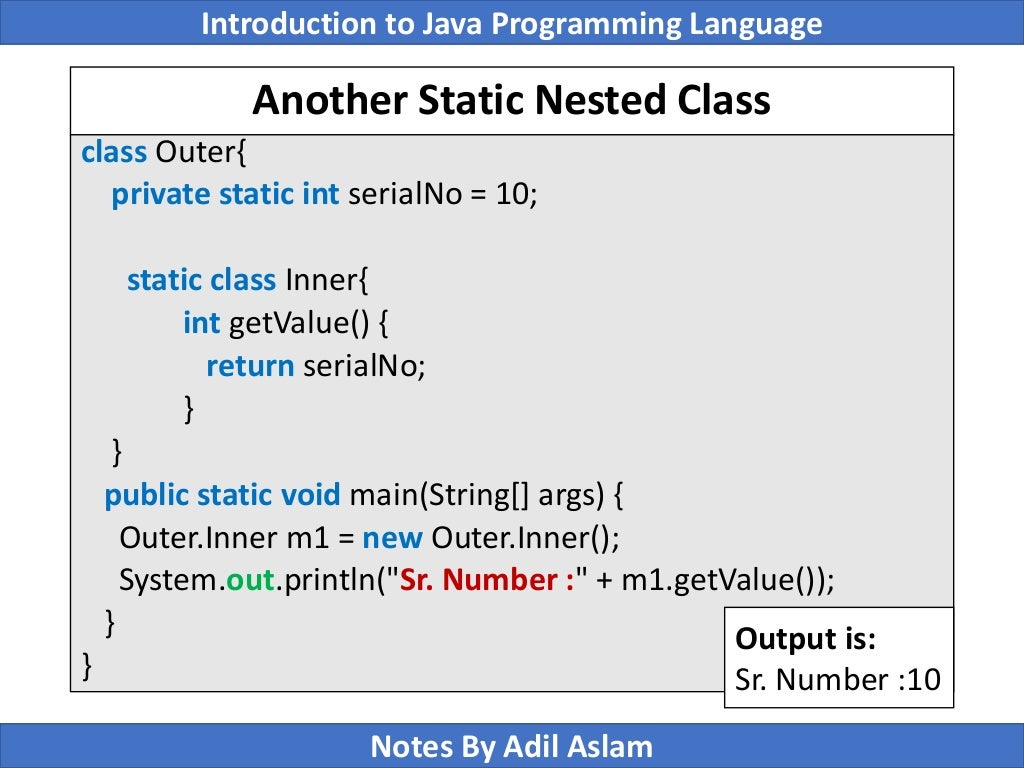 Introduction to Java Programming Language
Another Static Nested Class
class Outer{
private static int serialNo = 10;
static class Inner{
int getValue() {
return serialNo;
}
}
public static void main(String[] args) {
Outer.Inner m1 = new Outer.Inner();
System.out.println("Sr. Number :" + m1.getValue());
}
}
Output is:
Sr. Number :10
Notes By Adil Aslam